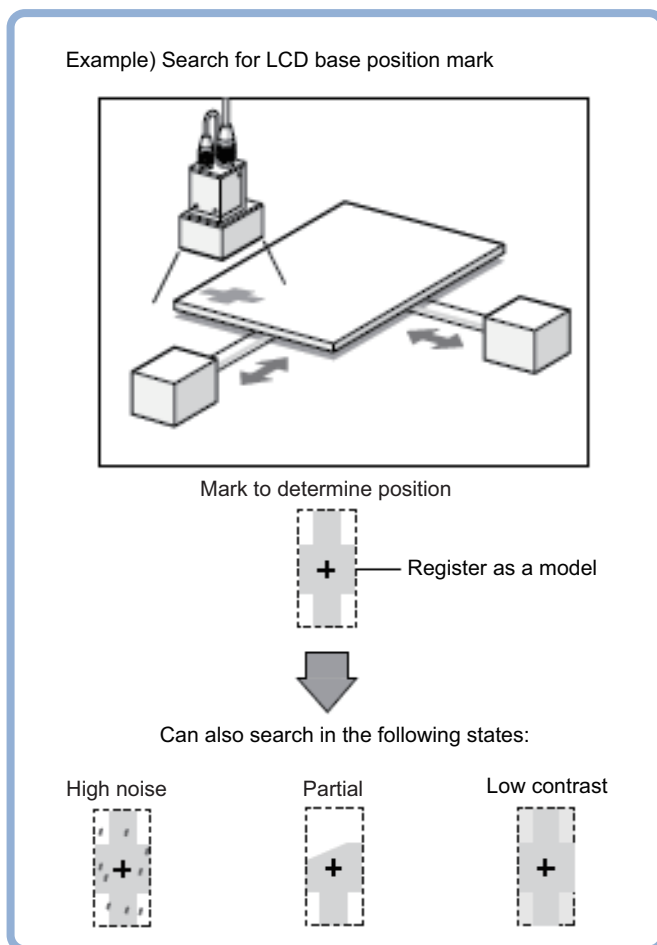 Example) Search for LCD base position mark
Mark to determine position
Register as a model
Can also search in the following states:
High noise
Partial
Low contrast